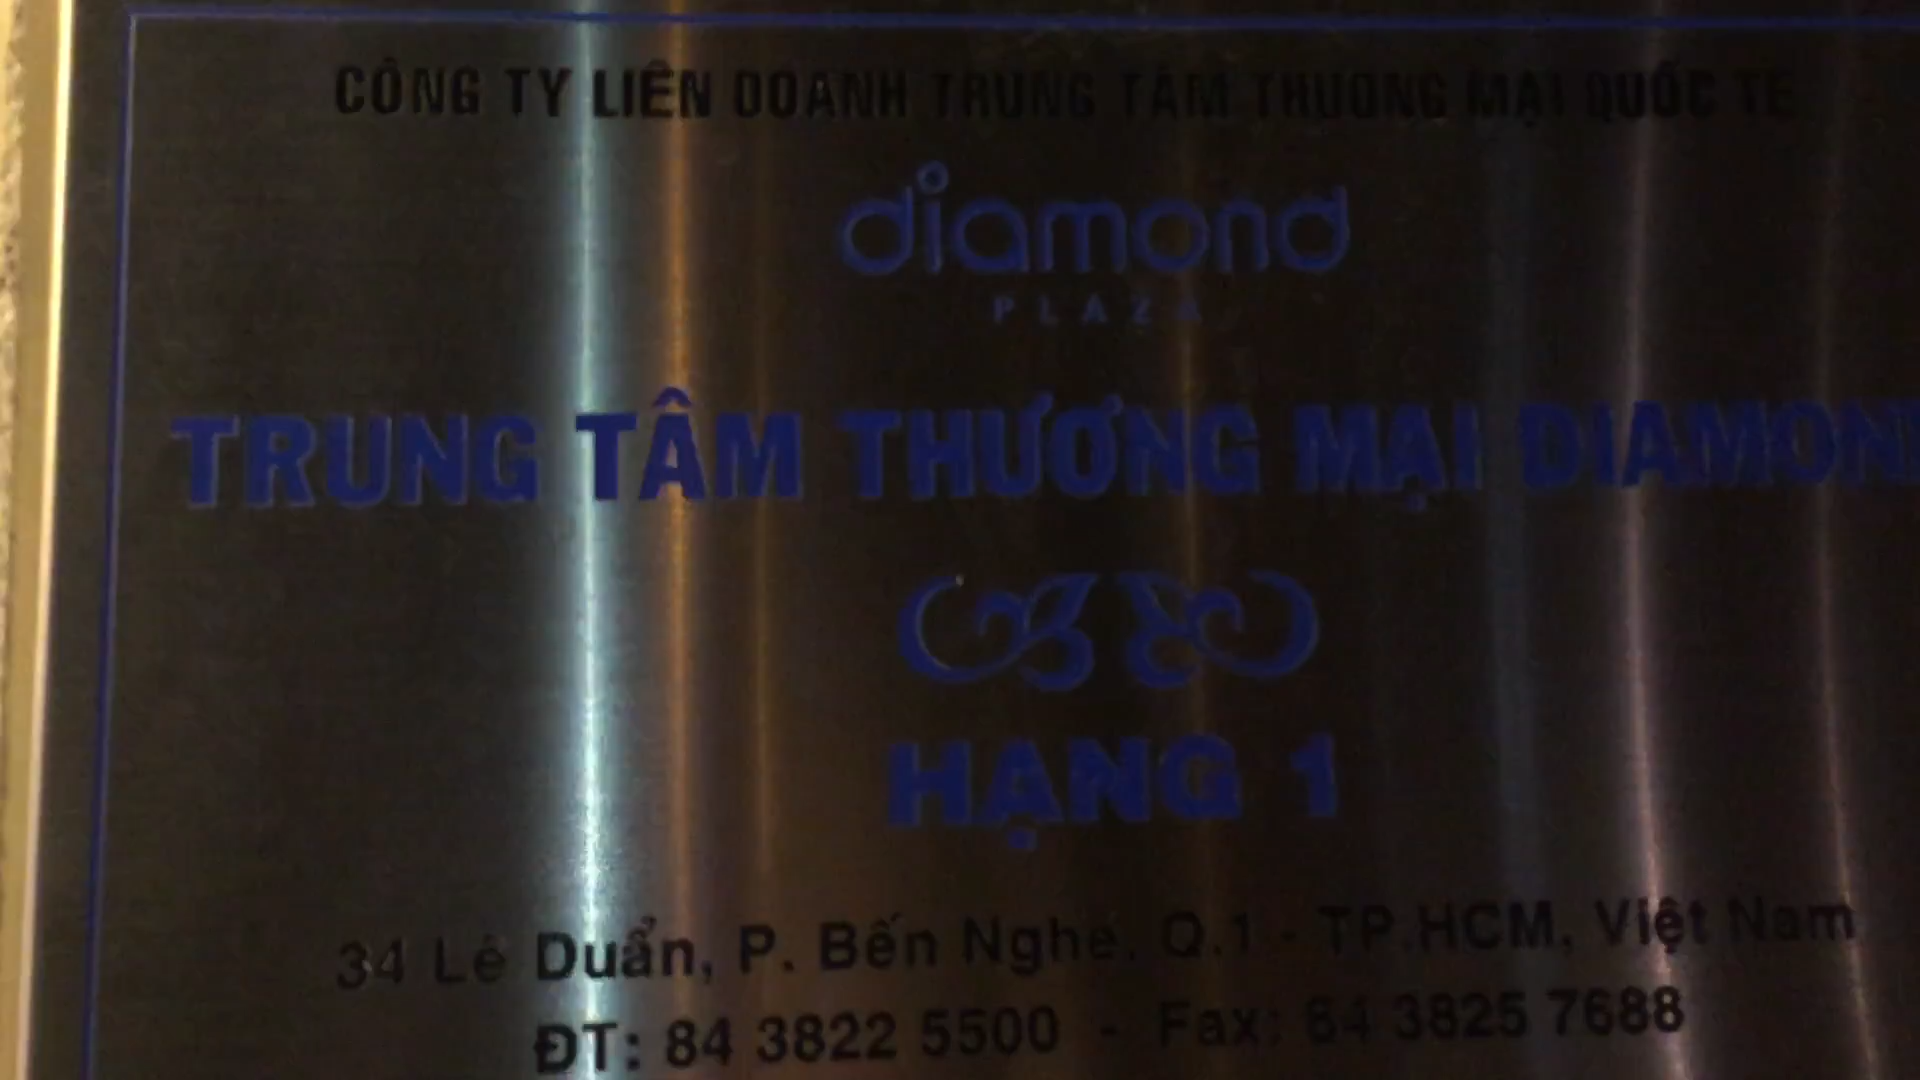 CÔNG TY LIÊN DOANH TRUNG TÂM THƯƠNG MẠI QUỐC TẾ
diamond
PLAZA
TRUNG TÂM THƯƠNG MẠI DIAMOND
HẠNG 1
34 Lê Duẩn, P. Bến Nghé, Q.1 - TP.HCM, Việt Nam
ĐT: 84 3822 5500 - Fax: 84 3825 7688